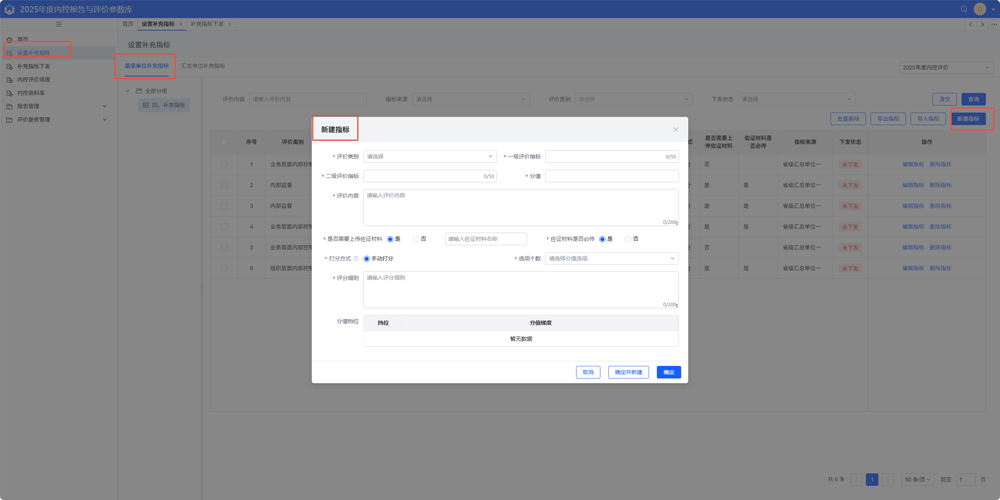 2025年度内控报告与评价参数库
D
首页
设置补充指标
补充指标下发
首页
设置补充指标
补充指标下发
内控评价填报
内控资料库
报告管理
评价复核管理
设置补充指标
基层单位补充指标
汇总单位补充指标
2025年度内控评价
全部分组
四、补充指标
评价内容 请输入评价内容
指标来源 请选择
评价类别 请选择
下发状态 请选择
清空
查询
批量删除
导出指标
导入指标
新建指标
序号 评价类别 式 是否需要上传佐证材料 佐证材料是否必传 指标来源 下发状态 操作
1 业务层面内部控制 否 省级汇总单位一 未下发 编辑指标 删除指标
2 内部监督 是 是 省级汇总单位一 未下发 编辑指标 删除指标
3 内部监督 是 是 省级汇总单位一 未下发 编辑指标 删除指标
4 业务层面内部控制 是 是 省级汇总单位一 未下发 编辑指标 删除指标
5 业务层面内部控制 否 省级汇总单位一 未下发 编辑指标 删除指标
6 组织层面内部控制 是 是 省级汇总单位一 未下发 编辑指标 删除指标
新建指标
* 评价类别 请选择
* 一级评价指标 0/50
* 二级评价指标 0/50
* 分值
* 评价内容 请输入评价内容
0/200
* 是否需要上传佐证材料 是 否 请输入佐证材料名称
* 佐证材料是否必传 是 否
* 打分方式 手动打分
* 选项个数 请选择分值选项
* 评分细则 请输入评分细则
0/200
分值档位 挡位 分值梯度
暂无数据
取消
确定并新建
确定
共 6 条 1 50 条/页 跳至 1 页